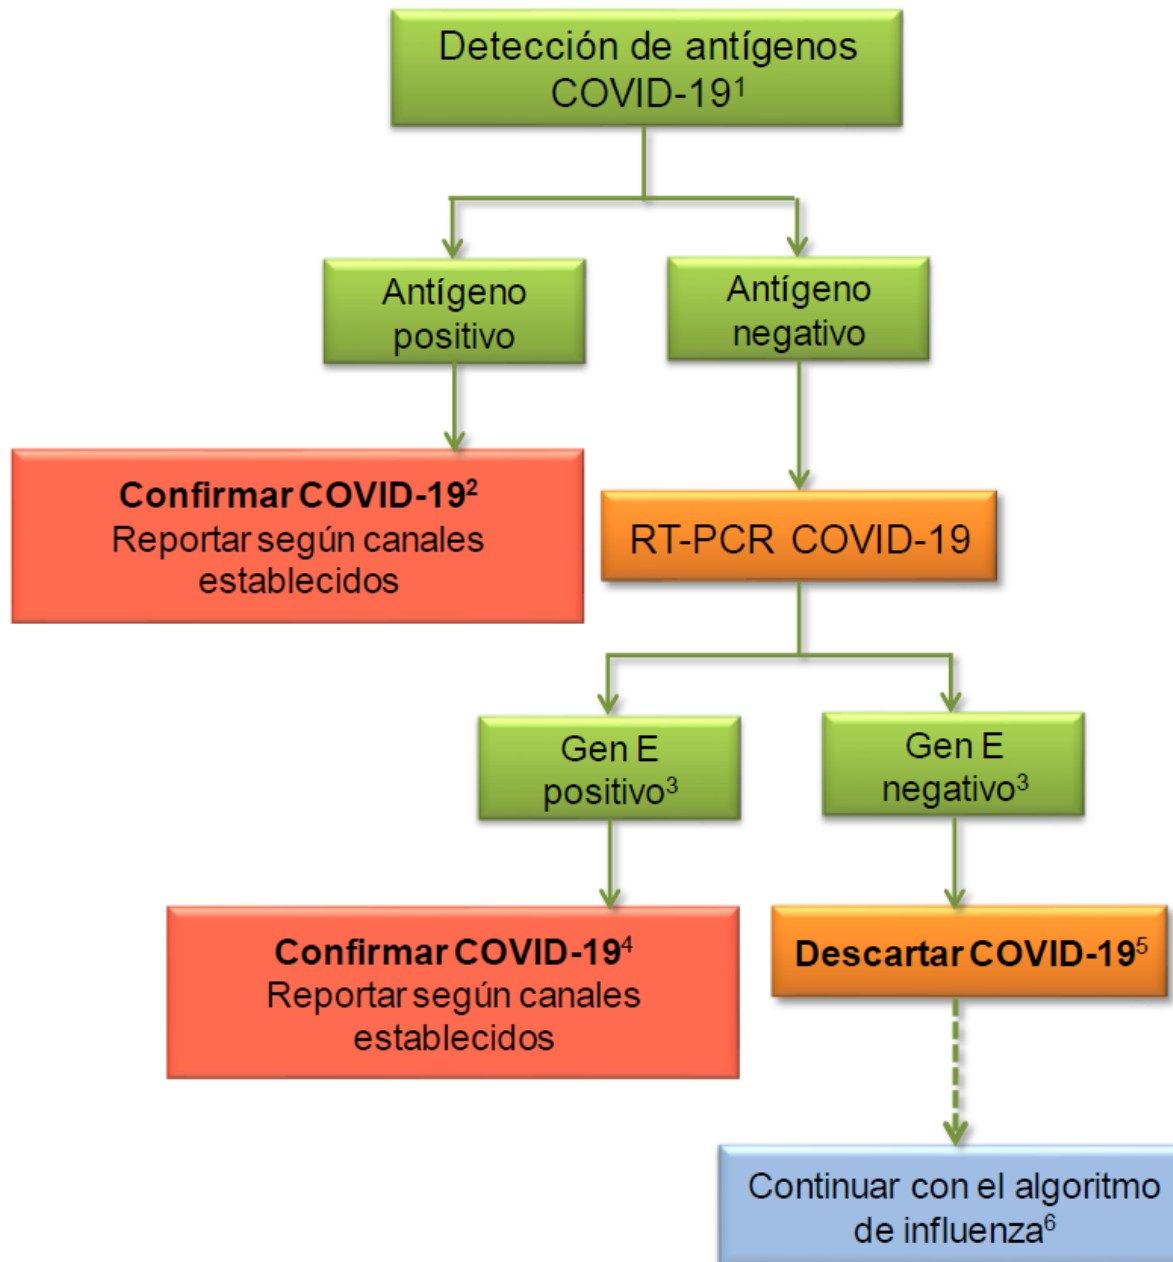 Detección de antígenos
COVID-19¹
Antígeno
positivo
Antígeno
negativo
Confirmar COVID-19²
Reportar según canales
establecidos
RT-PCR COVID-19
Gen E
positivo³
Gen E
negativo³
Confirmar COVID-19⁴
Reportar según canales
establecidos
Descartar COVID-19⁵
Continuar con el algoritmo
de influenza⁶